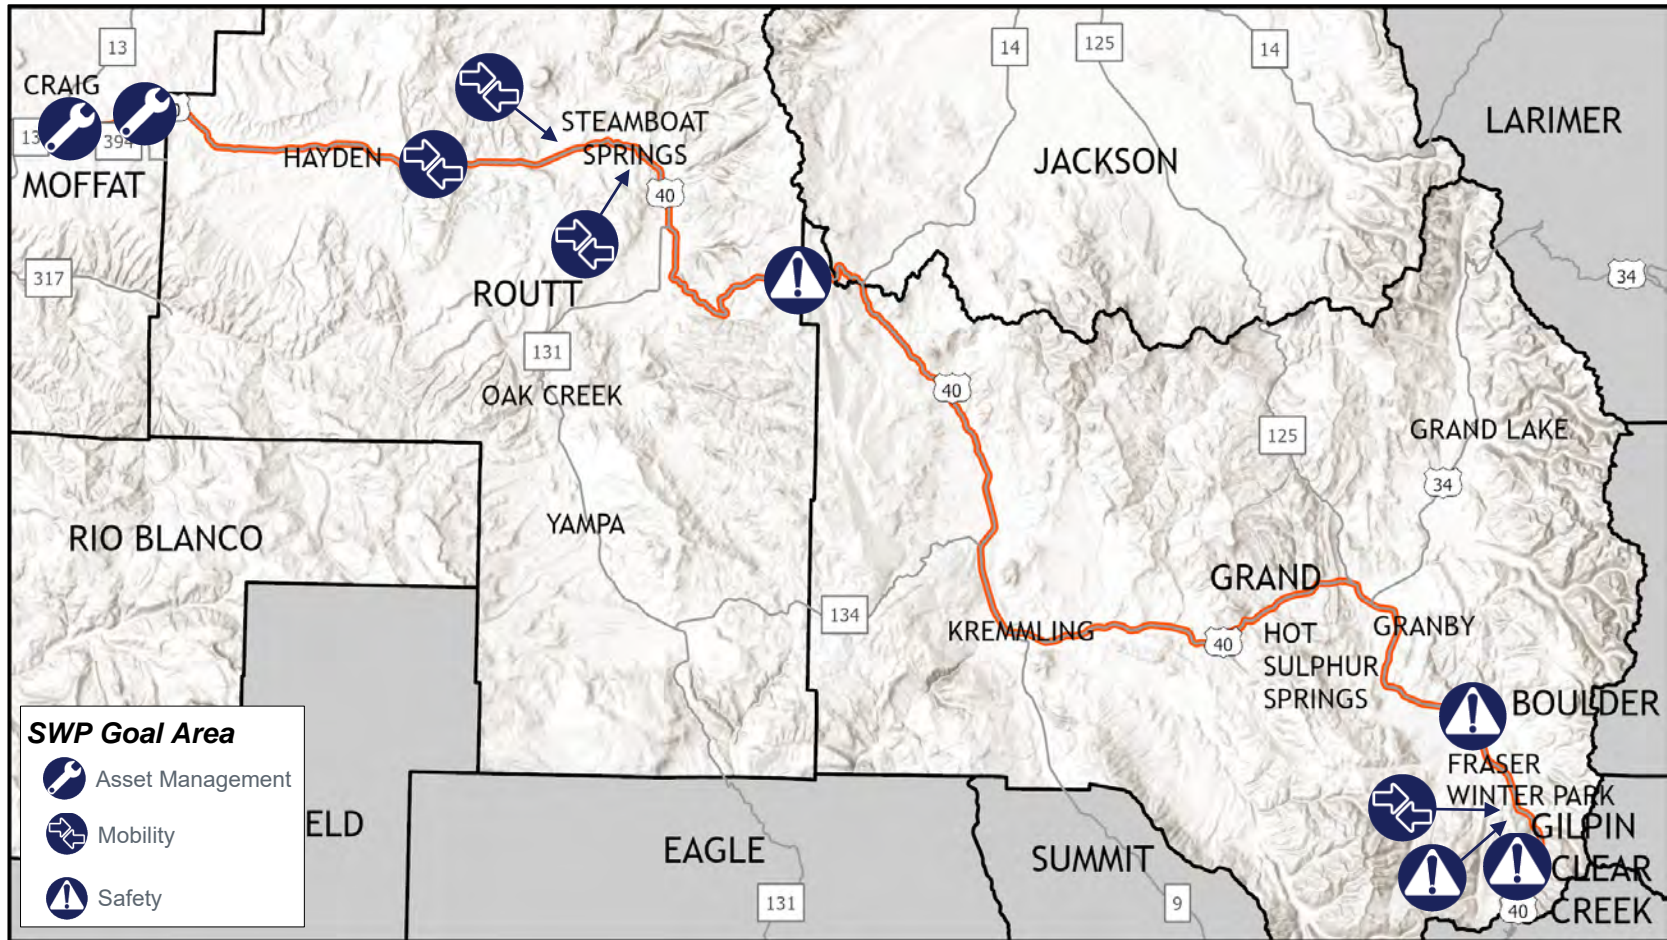 13
14
125
14
CRAIG
0
STEAMBOAT
SPRINGS
LARIMER
13
394
HAYDEN
JACKSON
MOFFAT
40
317
ROUTT
34
131
OAK CREEK
40
125
GRAND LAKE
34
YAMPA
RIO BLANCO
GRAND
134
KREMMLING
40
HOT
SULPHUR
SPRINGS
GRANBY
BOULDER
FRASER
WINTER PARK
GILPIN
CLEAR
CREEK
40
SWP Goal Area
Asset Management
Mobility
Safety
ELD
EAGLE
SUMMIT
131
9